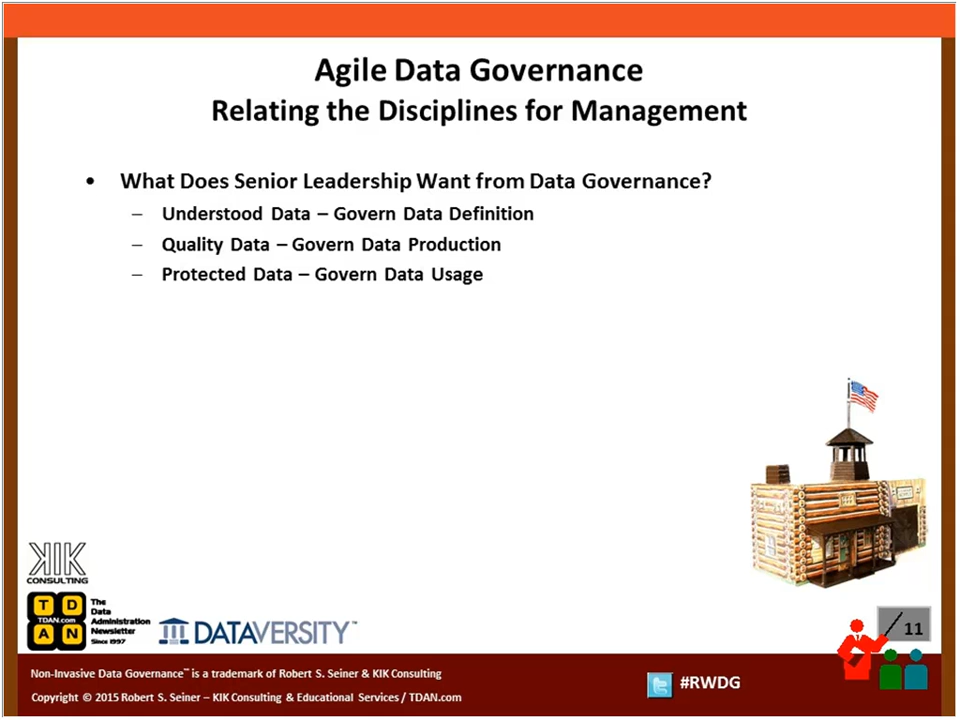 Agile Data Governance
Relating the Disciplines for Management
• What Does Senior Leadership Want from Data Governance?
– Understood Data – Govern Data Definition
– Quality Data – Govern Data Production
– Protected Data – Govern Data Usage
KIK
CONSULTING
T D
TDAN.com
A N
The
Data
Administration
Newsletter
Since 1997
DATAVERSITY™
11
Non-Invasive Data Governance™ is a trademark of Robert S. Seiner & KIK Consulting
Copyright © 2015 Robert S. Seiner – KIK Consulting & Educational Services / TDAN.com
#RWDG